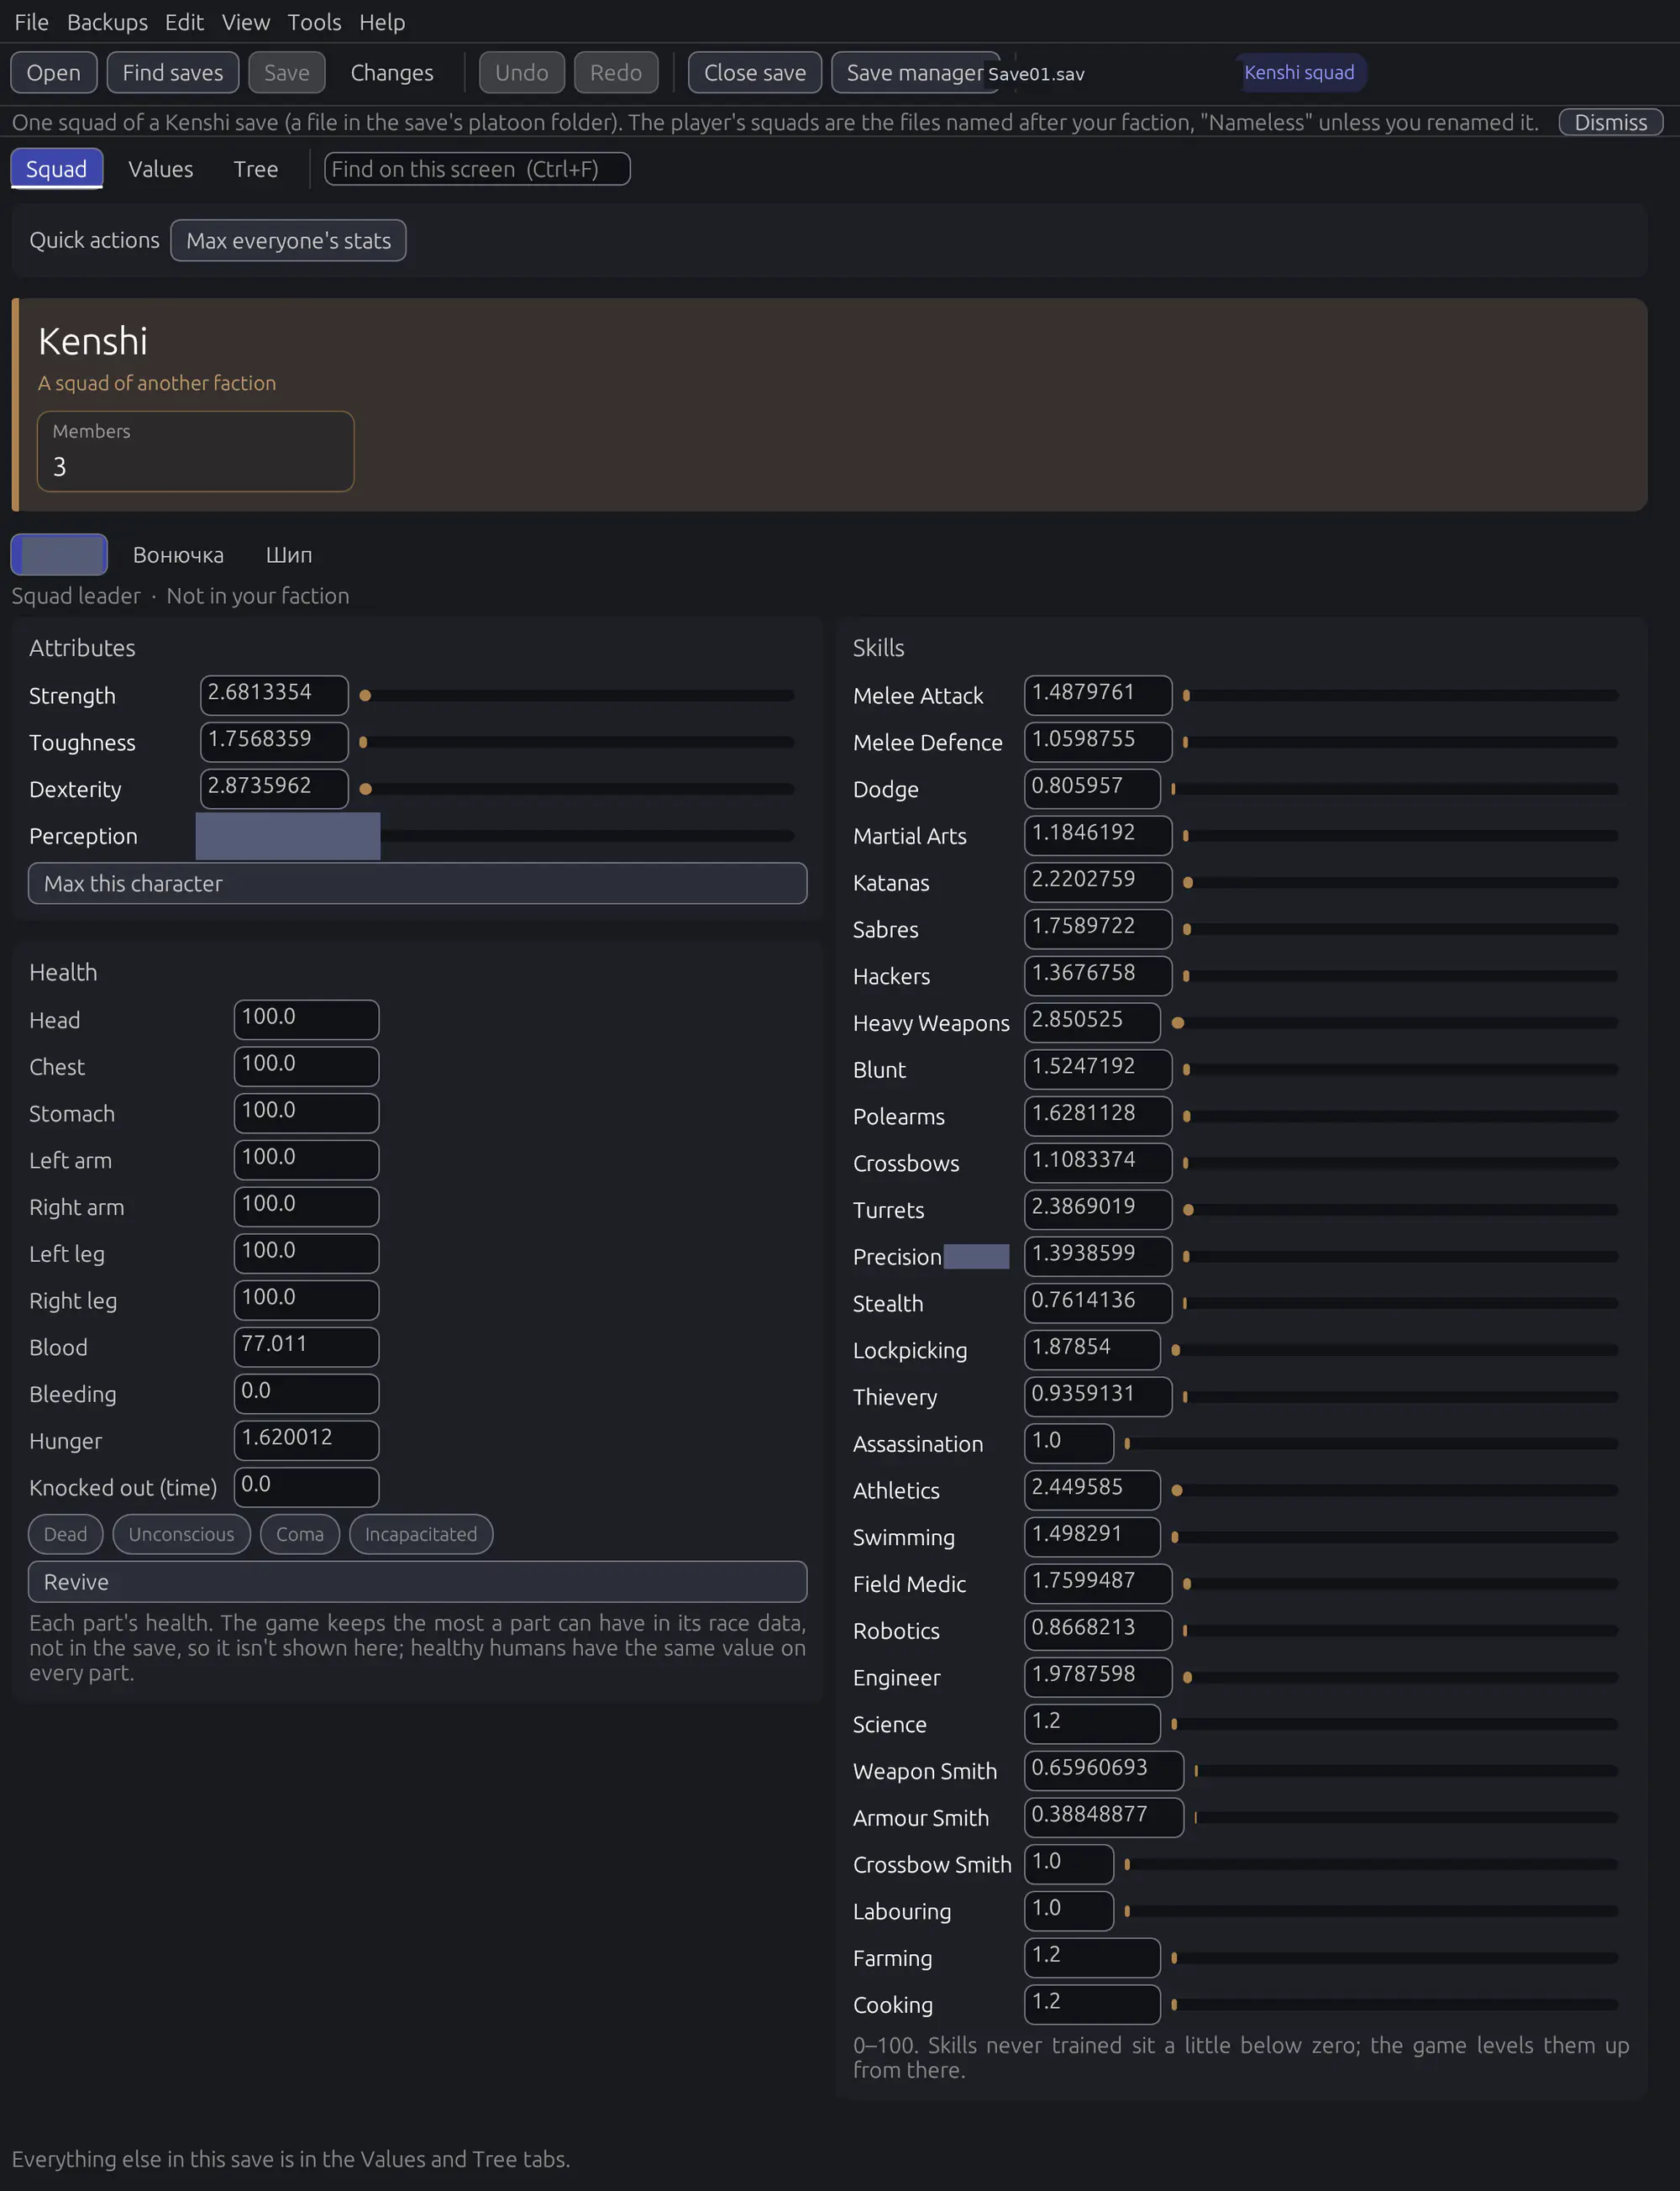 File Backups Edit View Tools Help
Open Find saves Save Changes Undo Redo Close save Save manager Save01.sav Kenshi squad
One squad of a Kenshi save (a file in the save's platoon folder). The player's squads are the files named after your faction, "Nameless" unless you renamed it. Dismiss
Squad Values Tree Find on this screen (Ctrl+F)
Quick actions Max everyone's stats
Kenshi
A squad of another faction
Members
3
Вонючка Шип
Squad leader · Not in your faction
Attributes
Strength 2.6813354
Toughness 1.7568359
Dexterity 2.8735962
Perception
Max this character
Health
Head 100.0
Chest 100.0
Stomach 100.0
Left arm 100.0
Right arm 100.0
Left leg 100.0
Right leg 100.0
Blood 77.011
Bleeding 0.0
Hunger 1.620012
Knocked out (time) 0.0
Dead Unconscious Coma Incapacitated
Revive
Each part's health. The game keeps the most a part can have in its race data,
not in the save, so it isn't shown here; healthy humans have the same value on
every part.
Skills
Melee Attack 1.4879761
Melee Defence 1.0598755
Dodge 0.805957
Martial Arts 1.1846192
Katanas 2.2202759
Sabres 1.7589722
Hackers 1.3676758
Heavy Weapons 2.850525
Blunt 1.5247192
Polearms 1.6281128
Crossbows 1.1083374
Turrets 2.3869019
Precision 1.3938599
Stealth 0.7614136
Lockpicking 1.87854
Thievery 0.9359131
Assassination 1.0
Athletics 2.449585
Swimming 1.498291
Field Medic 1.7599487
Robotics 0.8668213
Engineer 1.9787598
Science 1.2
Weapon Smith 0.65960693
Armour Smith 0.38848877
Crossbow Smith 1.0
Labouring 1.0
Farming 1.2
Cooking 1.2
0–100. Skills never trained sit a little below zero; the game levels them up
from there.
Everything else in this save is in the Values and Tree tabs.